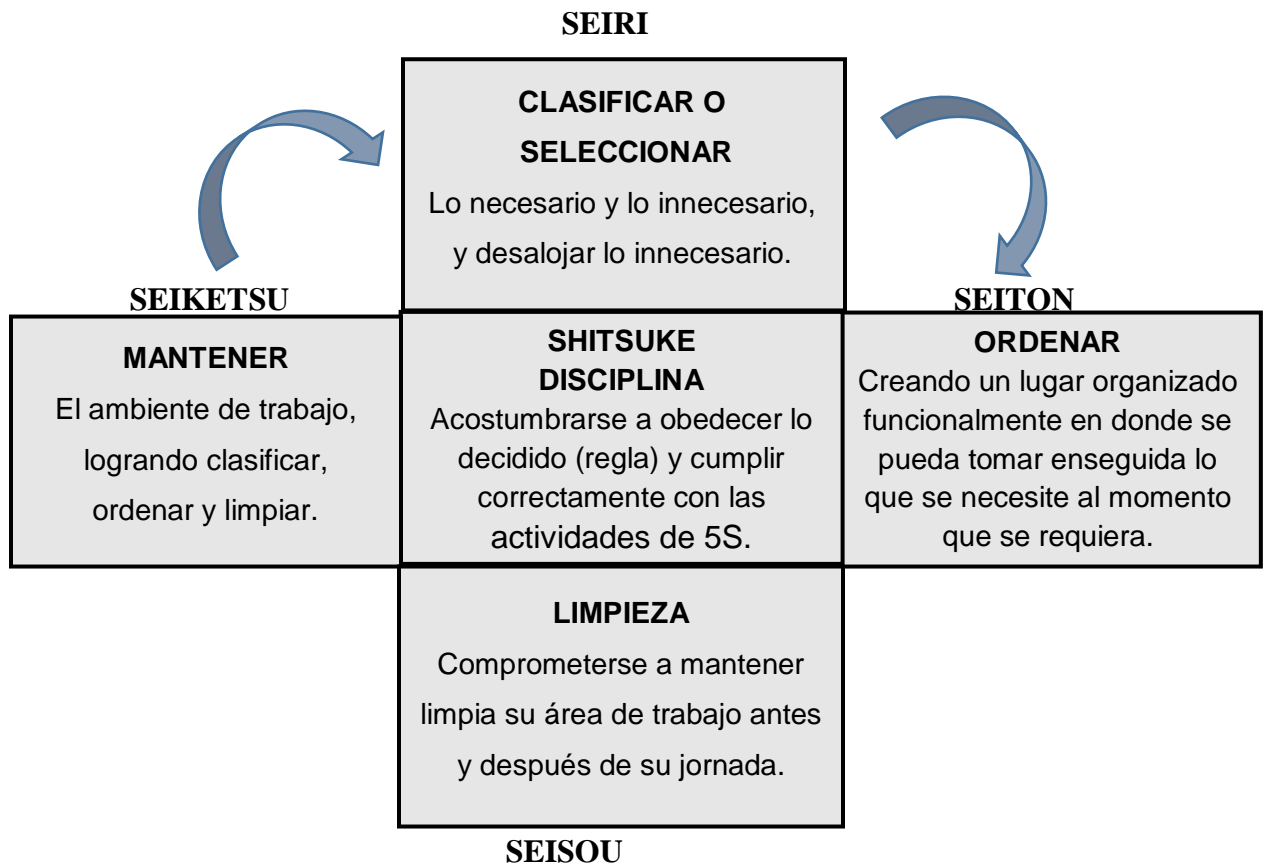 SEIRI
CLASIFICAR O
SELECCIONAR
Lo necesario y lo innecesario,
y desalojar lo innecesario.
SEIKETSU
MANTENER
El ambiente de trabajo,
logrando clasificar,
ordenar y limpiar.
SHITSUKE
DISCIPLINA
Acostumbrarse a obedecer lo
decidido (regla) y cumplir
correctamente con las
actividades de 5S.
SEITON
ORDENAR
Creando un lugar organizado
funcionalmente en donde se
pueda tomar enseguida lo
que se necesite al momento
que se requiera.
LIMPIEZA
Comprometerse a mantener
limpia su área de trabajo antes
y después de su jornada.
SEISOU